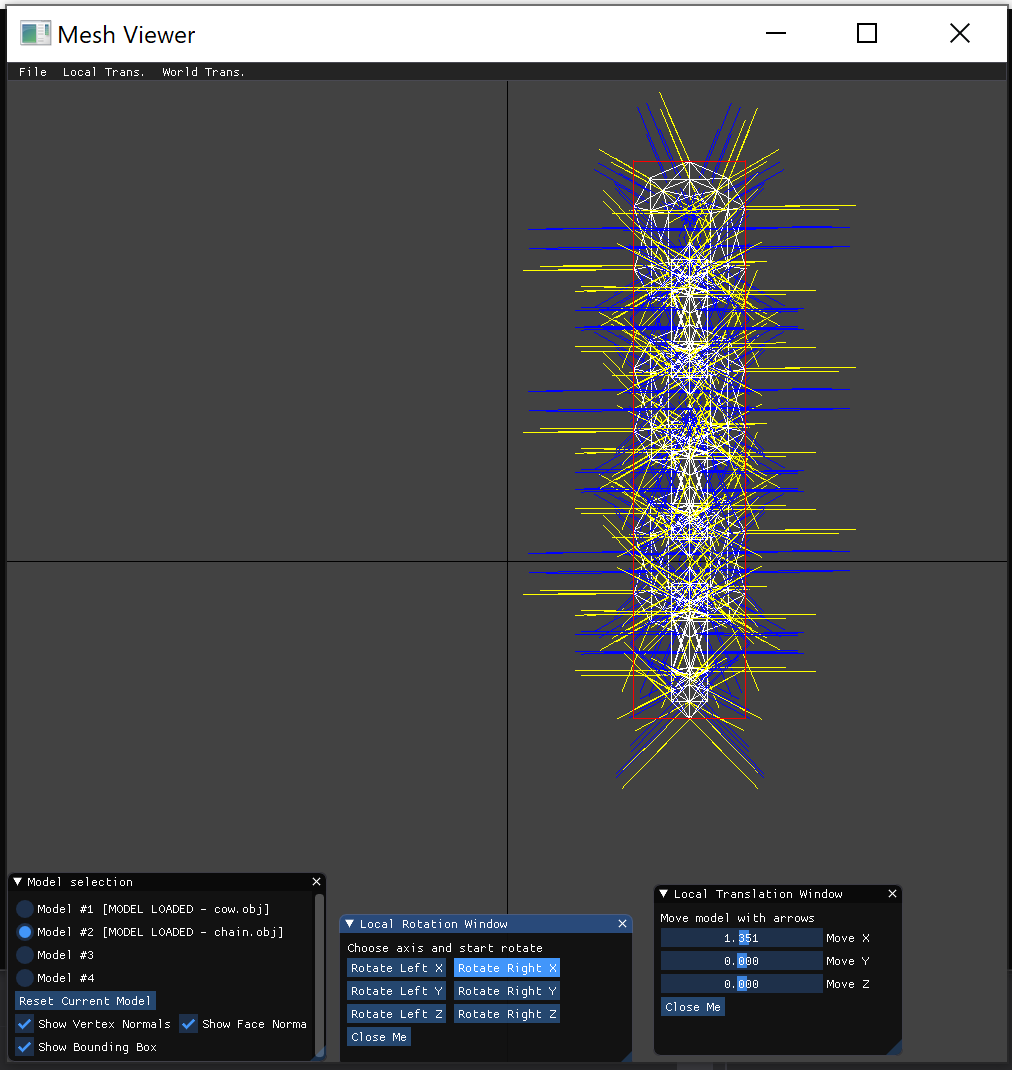 Mesh Viewer
File Local Trans. World Trans.
Model selection
Model #1 [MODEL LOADED - cow.obj]
Model #2 [MODEL LOADED - chain.obj]
Model #3
Model #4
Reset Current Model
Show Vertex Normals Show Face Norma
Show Bounding Box
Local Rotation Window
Choose axis and start rotate
Rotate Left X Rotate Right X
Rotate Left Y Rotate Right Y
Rotate Left Z Rotate Right Z
Close Me
Local Translation Window
Move model with arrows
1.351 Move X
0.000 Move Y
0.000 Move Z
Close Me